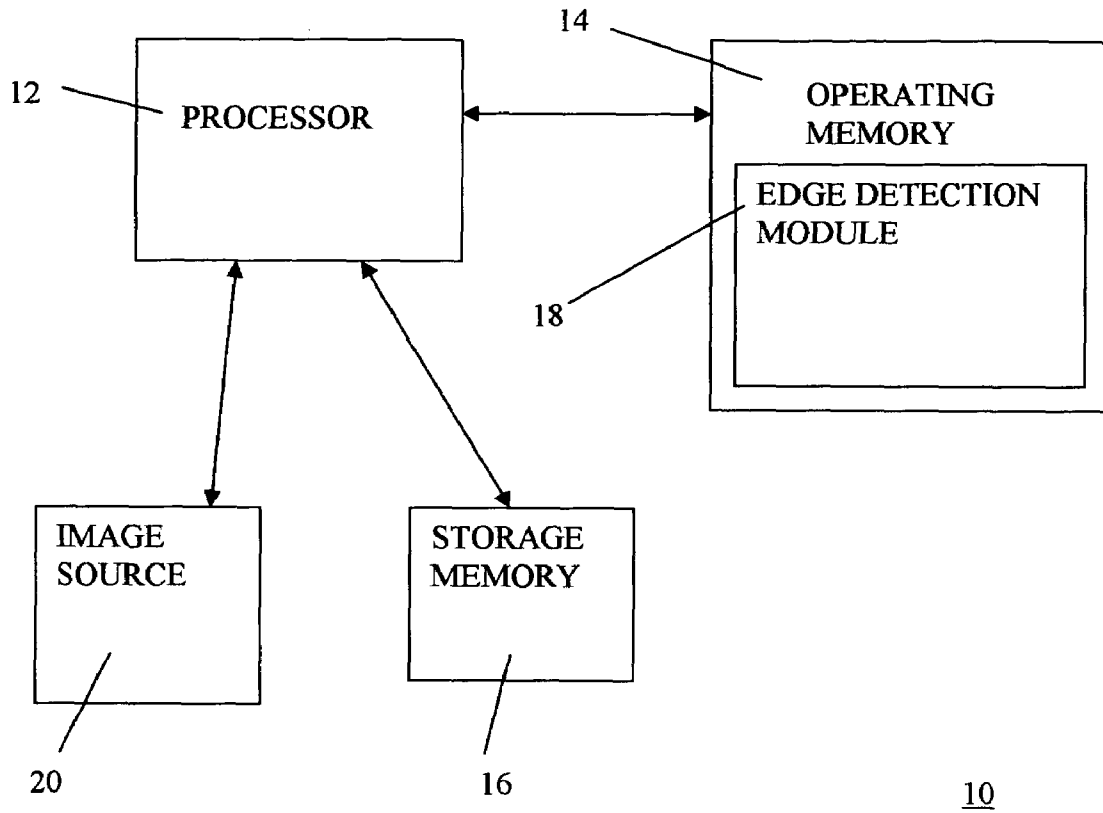 14
12
PROCESSOR
OPERATING
MEMORY
EDGE DETECTION
MODULE
18
IMAGE
SOURCE
STORAGE
MEMORY
20
16
10